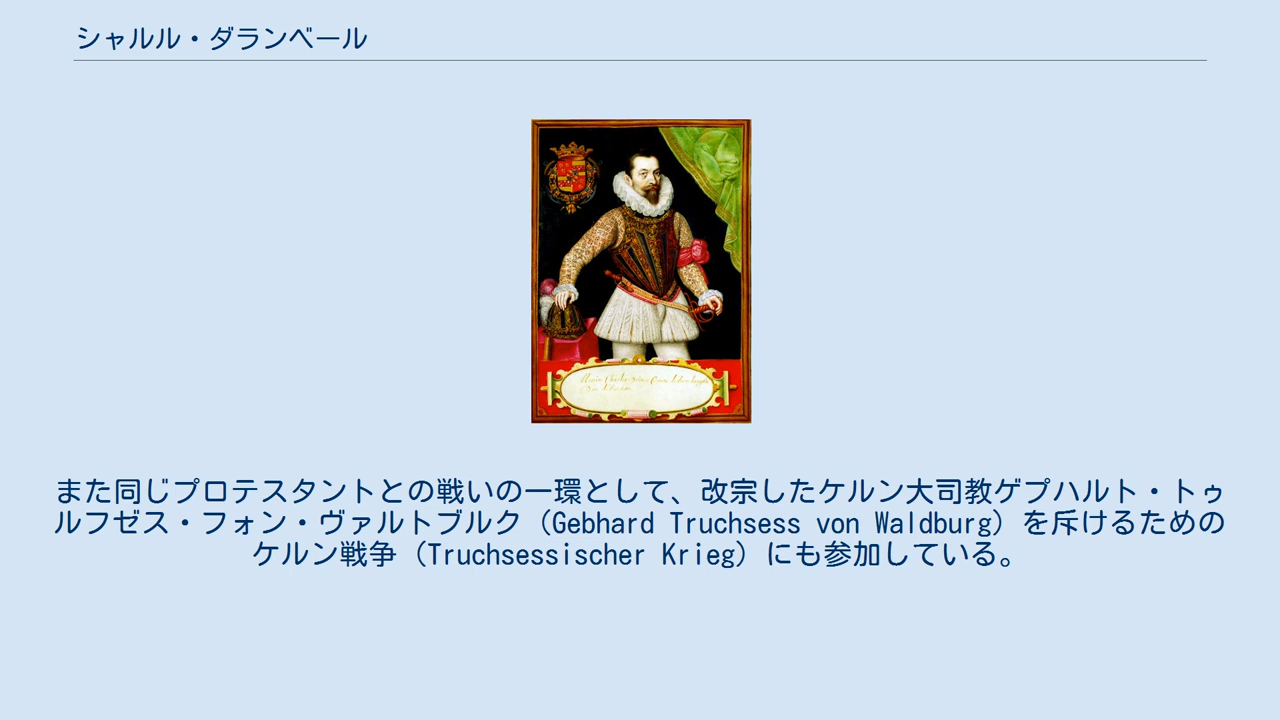 シャルル・ダランベール
また同じプロテスタントとの戦いの一環として、改宗したケルン大司教ゲプハルト・トゥ
ルフゼス・フォン・ヴァルトブルク（Gebhard Truchsess von Waldburg）を斥けるための
ケルン戦争（Truchsessischer Krieg）にも参加している。